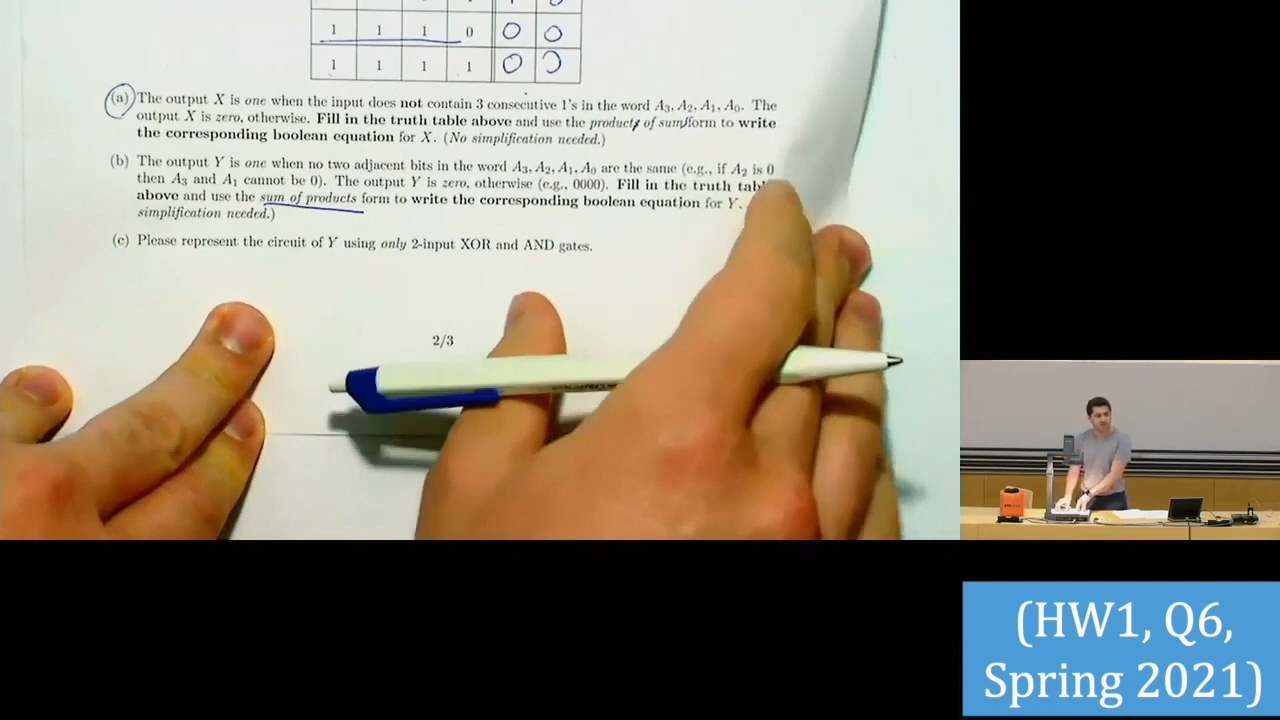 1 1 1 0 0 0
1 1 1 1 0 0
(a) The output X is one when the input does not contain 3 consecutive 1's in the word A3, A2, A1, A0. The
output X is zero, otherwise. Fill in the truth table above and use the products of sums form to write
the corresponding boolean equation for X. (No simplification needed.)
(b) The output Y is one when no two adjacent bits in the word A3, A2, A1, A0 are the same (e.g., if A2 is 0
then A3 and A1 cannot be 0). The output Y is zero, otherwise (e.g., 0000). Fill in the truth
above and use the sum of products form to write the corresponding boolean equation for Y.
simplification needed.)
(c) Please represent the circuit of Y using only 2-input XOR and AND gates.
2/3
(HW1, Q6,
Spring 2021)